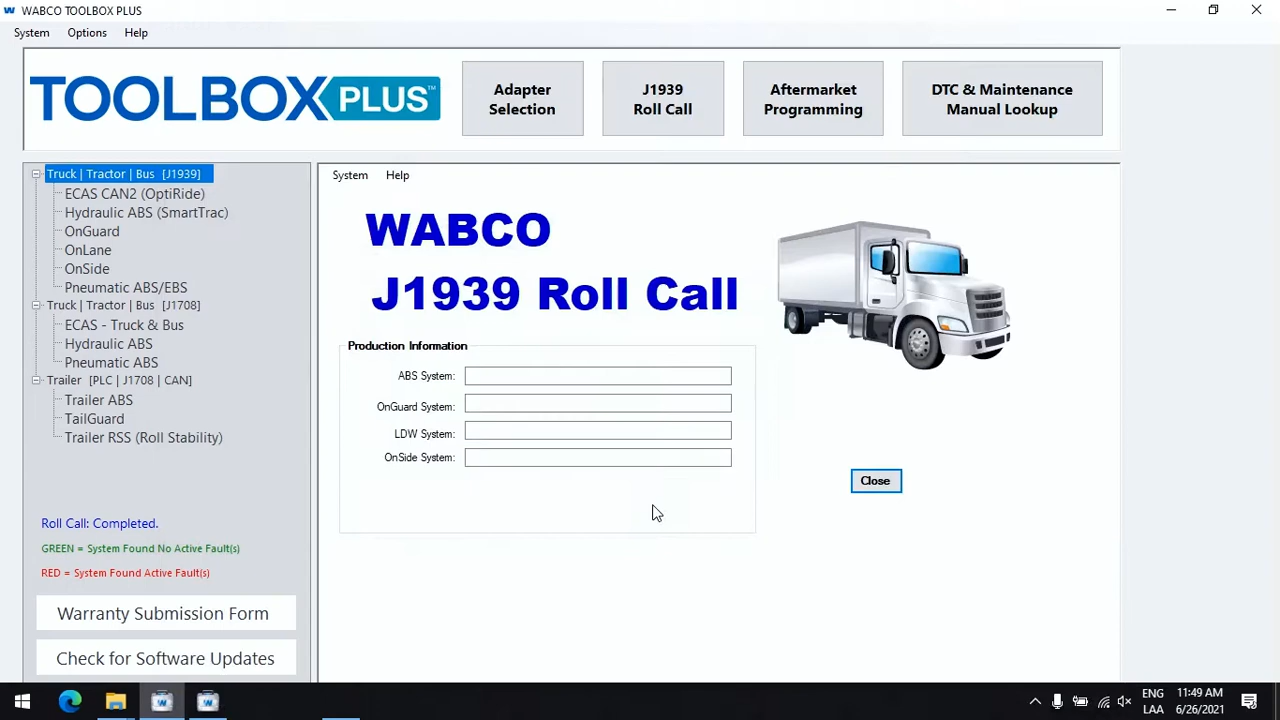 WABCO TOOLBOX PLUS
System Options Help
TOOLBOX PLUS™
Adapter
Selection
J1939
Roll Call
Aftermarket
Programming
DTC & Maintenance
Manual Lookup
Truck | Tractor | Bus [J1939]
ECAS CAN2 (OptiRide)
Hydraulic ABS (SmartTrac)
OnGuard
OnLane
OnSide
Pneumatic ABS/EBS
Truck | Tractor | Bus [J1708]
ECAS - Truck & Bus
Hydraulic ABS
Pneumatic ABS
Trailer [PLC | J1708 | CAN]
Trailer ABS
TailGuard
Trailer RSS (Roll Stability)
Roll Call: Completed.
GREEN = System Found No Active Fault(s)
RED = System Found Active Fault(s)
Warranty Submission Form
Check for Software Updates
System Help
WABCO
J1939 Roll Call
Production Information
ABS System:
OnGuard System:
LDW System:
OnSide System:
Close
ENG
LAA
11:49 AM
6/26/2021